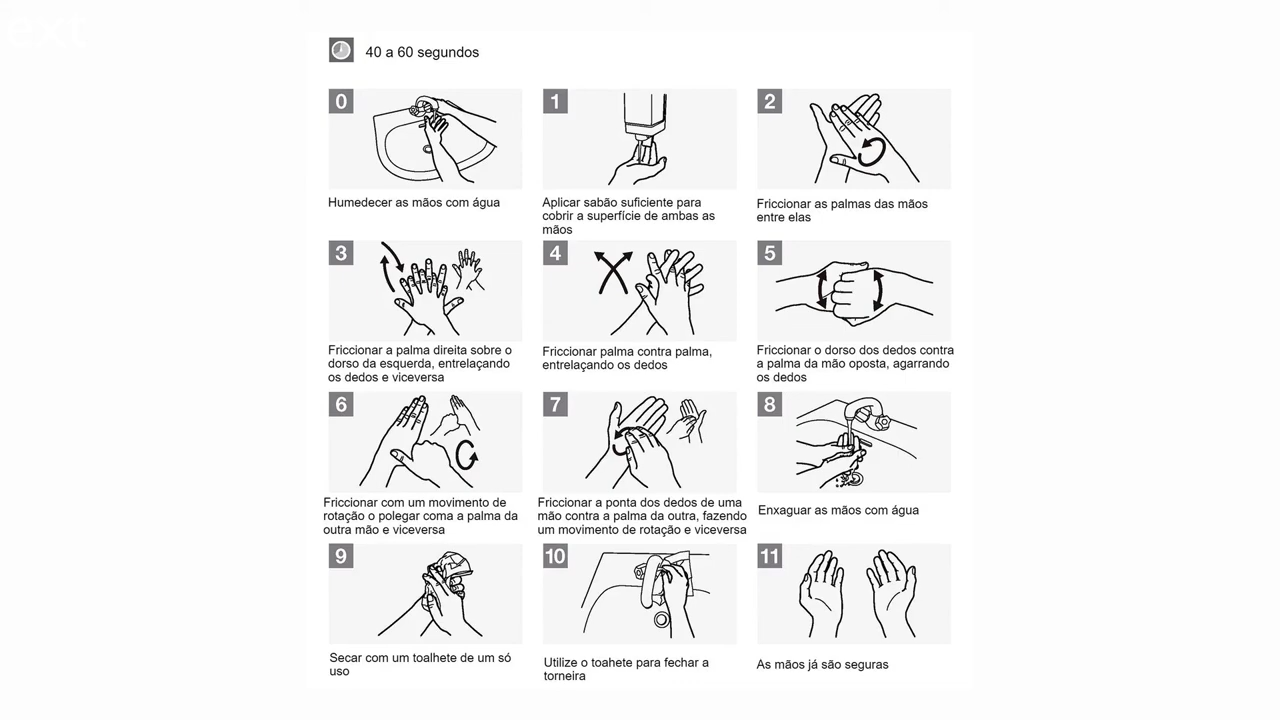 ext
40 a 60 segundos
0
Humedecer as mãos com água
1
Aplicar sabão suficiente para
cobrir a superfície de ambas as
mãos
2
Friccionar as palmas das mãos
entre elas
3
Friccionar a palma direita sobre o
dorso da esquerda, entrelaçando
os dedos e viceversa
4
Friccionar palma contra palma,
entrelaçando os dedos
5
Friccionar o dorso dos dedos contra
a palma da mão oposta, agarrando
os dedos
6
Friccionar com um movimento de
rotação o polegar coma a palma da
outra mão e viceversa
7
Friccionar a ponta dos dedos de uma
mão contra a palma da outra, fazendo
um movimento de rotação e viceversa
8
Enxaguar as mãos com água
9
Secar com um toalhete de um só
uso
10
Utilize o toahete para fechar a
torneira
11
As mãos já são seguras